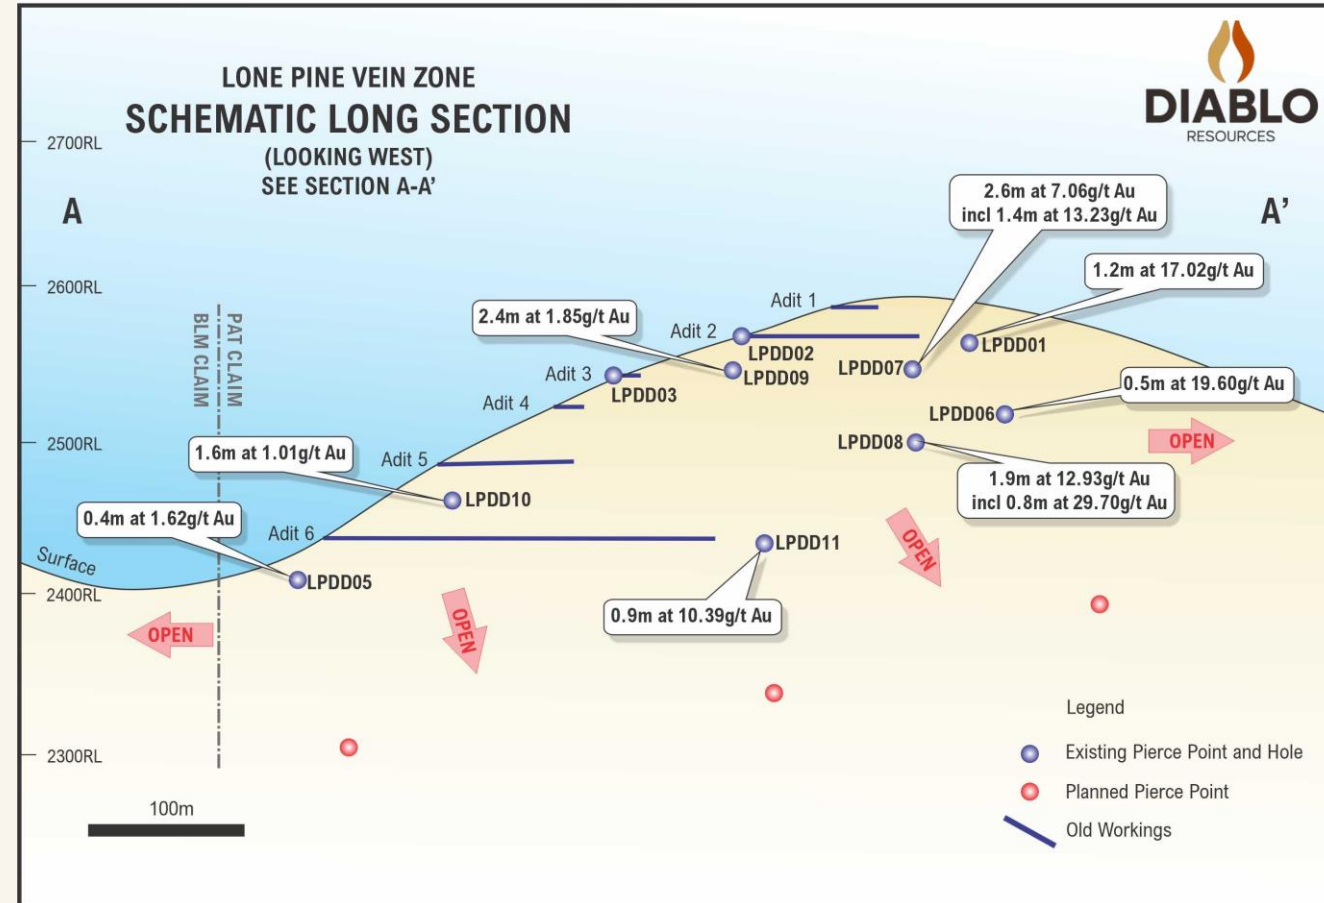 LONE PINE VEIN ZONE
SCHEMATIC LONG SECTION
(LOOKING WEST)
SEE SECTION A-A’
DIABLO
RESOURCES
2700RL
2600RL
2500RL
2400RL
2300RL
A
A’
BLM CLAIM
PAT CLAIM
2.6m at 7.06g/t Au
incl 1.4m at 13.23g/t Au
1.2m at 17.02g/t Au
2.4m at 1.85g/t Au
0.5m at 19.60g/t Au
1.6m at 1.01g/t Au
1.9m at 12.93g/t Au
incl 0.8m at 29.70g/t Au
0.4m at 1.62g/t Au
0.9m at 10.39g/t Au
Adit 1
Adit 2
Adit 3
Adit 4
Adit 5
Adit 6
LPDD02
LPDD09
LPDD07
LPDD01
LPDD03
LPDD06
LPDD08
LPDD10
LPDD11
LPDD05
Surface
OPEN
OPEN
OPEN
OPEN
Legend
Existing Pierce Point and Hole
Planned Pierce Point
Old Workings
100m